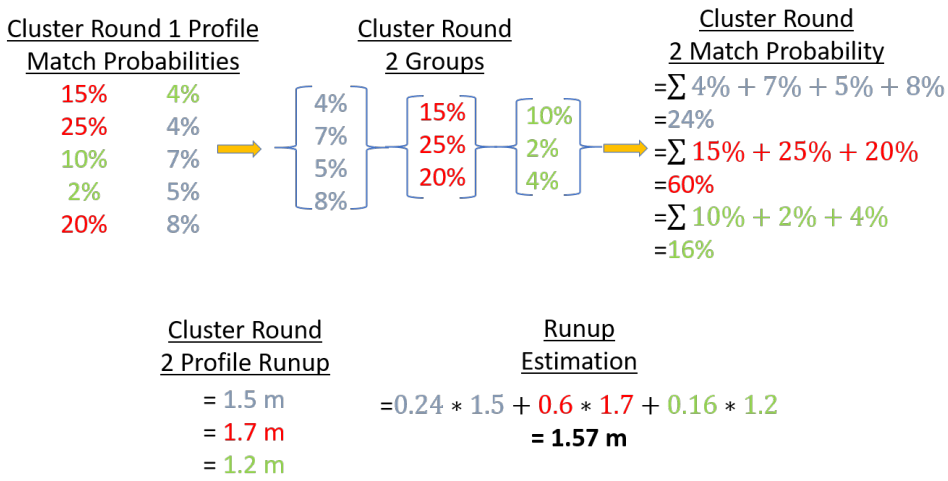 Cluster Round 1 Profile
Match Probabilities
15% 4%
25% 4%
10% 7%
2% 5%
20% 8%
Cluster Round
2 Groups
4%
7%
5%
8%
15%
25%
20%
10%
2%
4%
Cluster Round
2 Match Probability
=∑ 4% + 7% + 5% + 8%
=24%
=∑ 15% + 25% + 20%
=60%
=∑ 10% + 2% + 4%
=16%
Cluster Round
2 Profile Runup
= 1.5 m
= 1.7 m
= 1.2 m
Runup
Estimation
=0.24 * 1.5 + 0.6 * 1.7 + 0.16 * 1.2
= 1.57 m